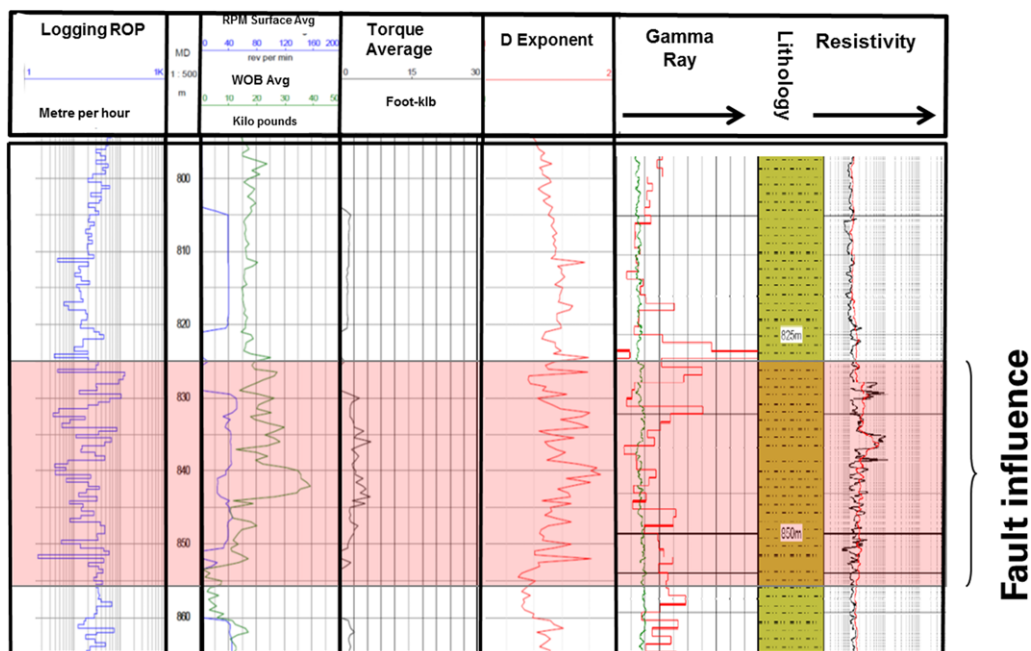 Logging ROP
1 1K
Metre per hour
MD
1 : 500
m
RPM Surface Avg
0 40 80 120 160 200
rev per min
WOB Avg
0 10 20 30 40 50
Kilo pounds
Torque
Average
0 15 30
Foot-klb
D Exponent
2
Gamma
Ray
Lithology
Resistivity
800
810
820
825m
830
840
850
850m
860
Fault influence